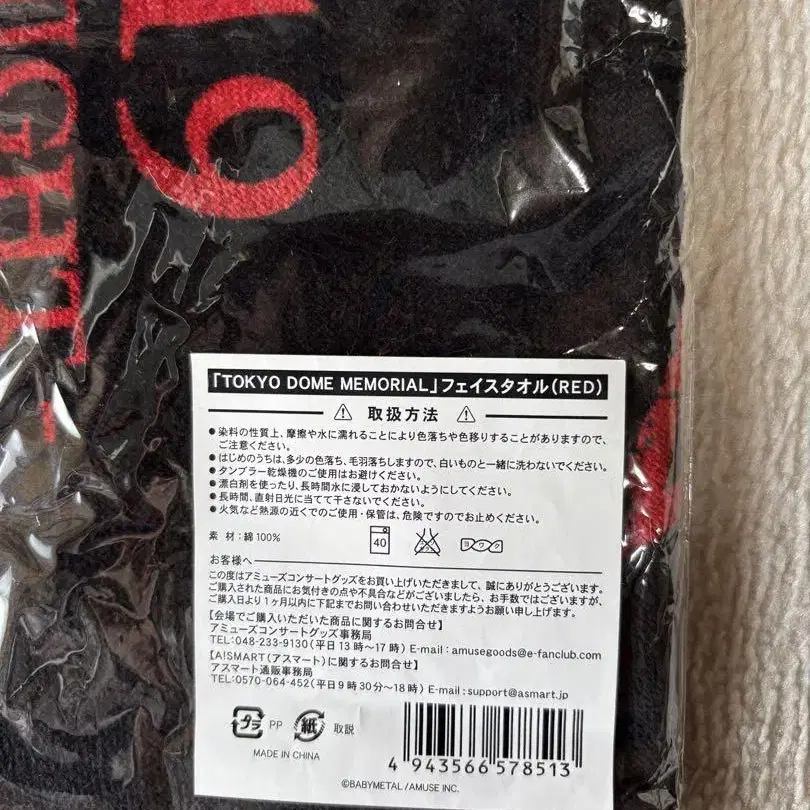 19
NIGHT -
「TOKYO DOME MEMORIAL」フェイスタオル(RED)
取扱方法
●染料の性質上、摩擦や水に濡れることにより色落ちや色移りすることがありますので、
ご注意ください。
●はじめのうちは、多少の色落ち、毛羽落ちしますので、白いものと一緒に洗わないでください。
●タンブラー乾燥機のご使用はお避けください。
●漂白剤を使ったり、長時間水に浸しておかないようにしてください。
●長時間、直射日光に当てて干さないでください。
●火気など熱源の近くでのご使用・保管は、危険ですのでお止めください。
素 材:綿100%
40
エンソ サラシ
ヨワク
お客様へ
この度はアミューズコンサートグッズをお買い上げいただきまして、誠にありがとうございます。
ご購入された商品にお気付きの点や不具合などがございましたら、お手数ではございますが、
ご購入日より1ヶ月以内に下記までお問い合わせいただきますようお願い申し上げます。
【会場でご購入いただいた商品に関するお問合せ】
アミューズコンサートグッズ事務局
TEL:048-233-9130(平日13時〜17時) E-mail:amusegoods@e-fanclub.com
【A!SMART(アスマート)に関するお問合せ】
アスマート通販事務局
TEL:0570-064-452(平日9時30分〜18時) E-mail:support@asmart.jp
プラ PP 紙 取説
MADE IN CHINA
4 943566 578513
©BABYMETAL/AMUSE INC.